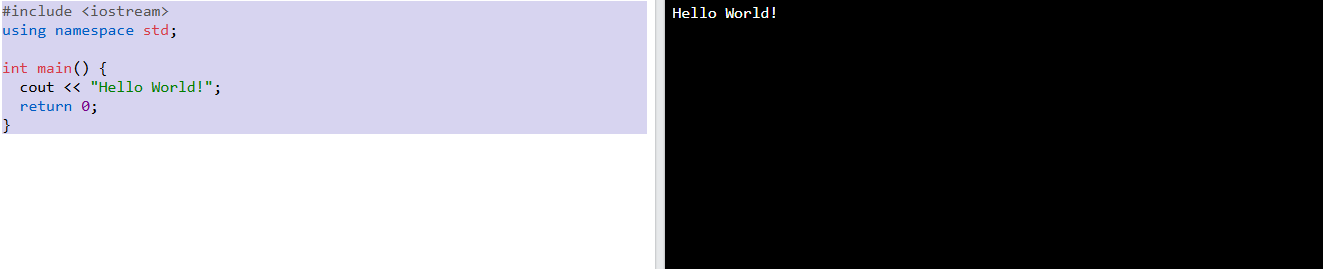 #include <iostream>
using namespace std;
int main() {
  cout << "Hello World!";
  return 0;
}
Hello World!